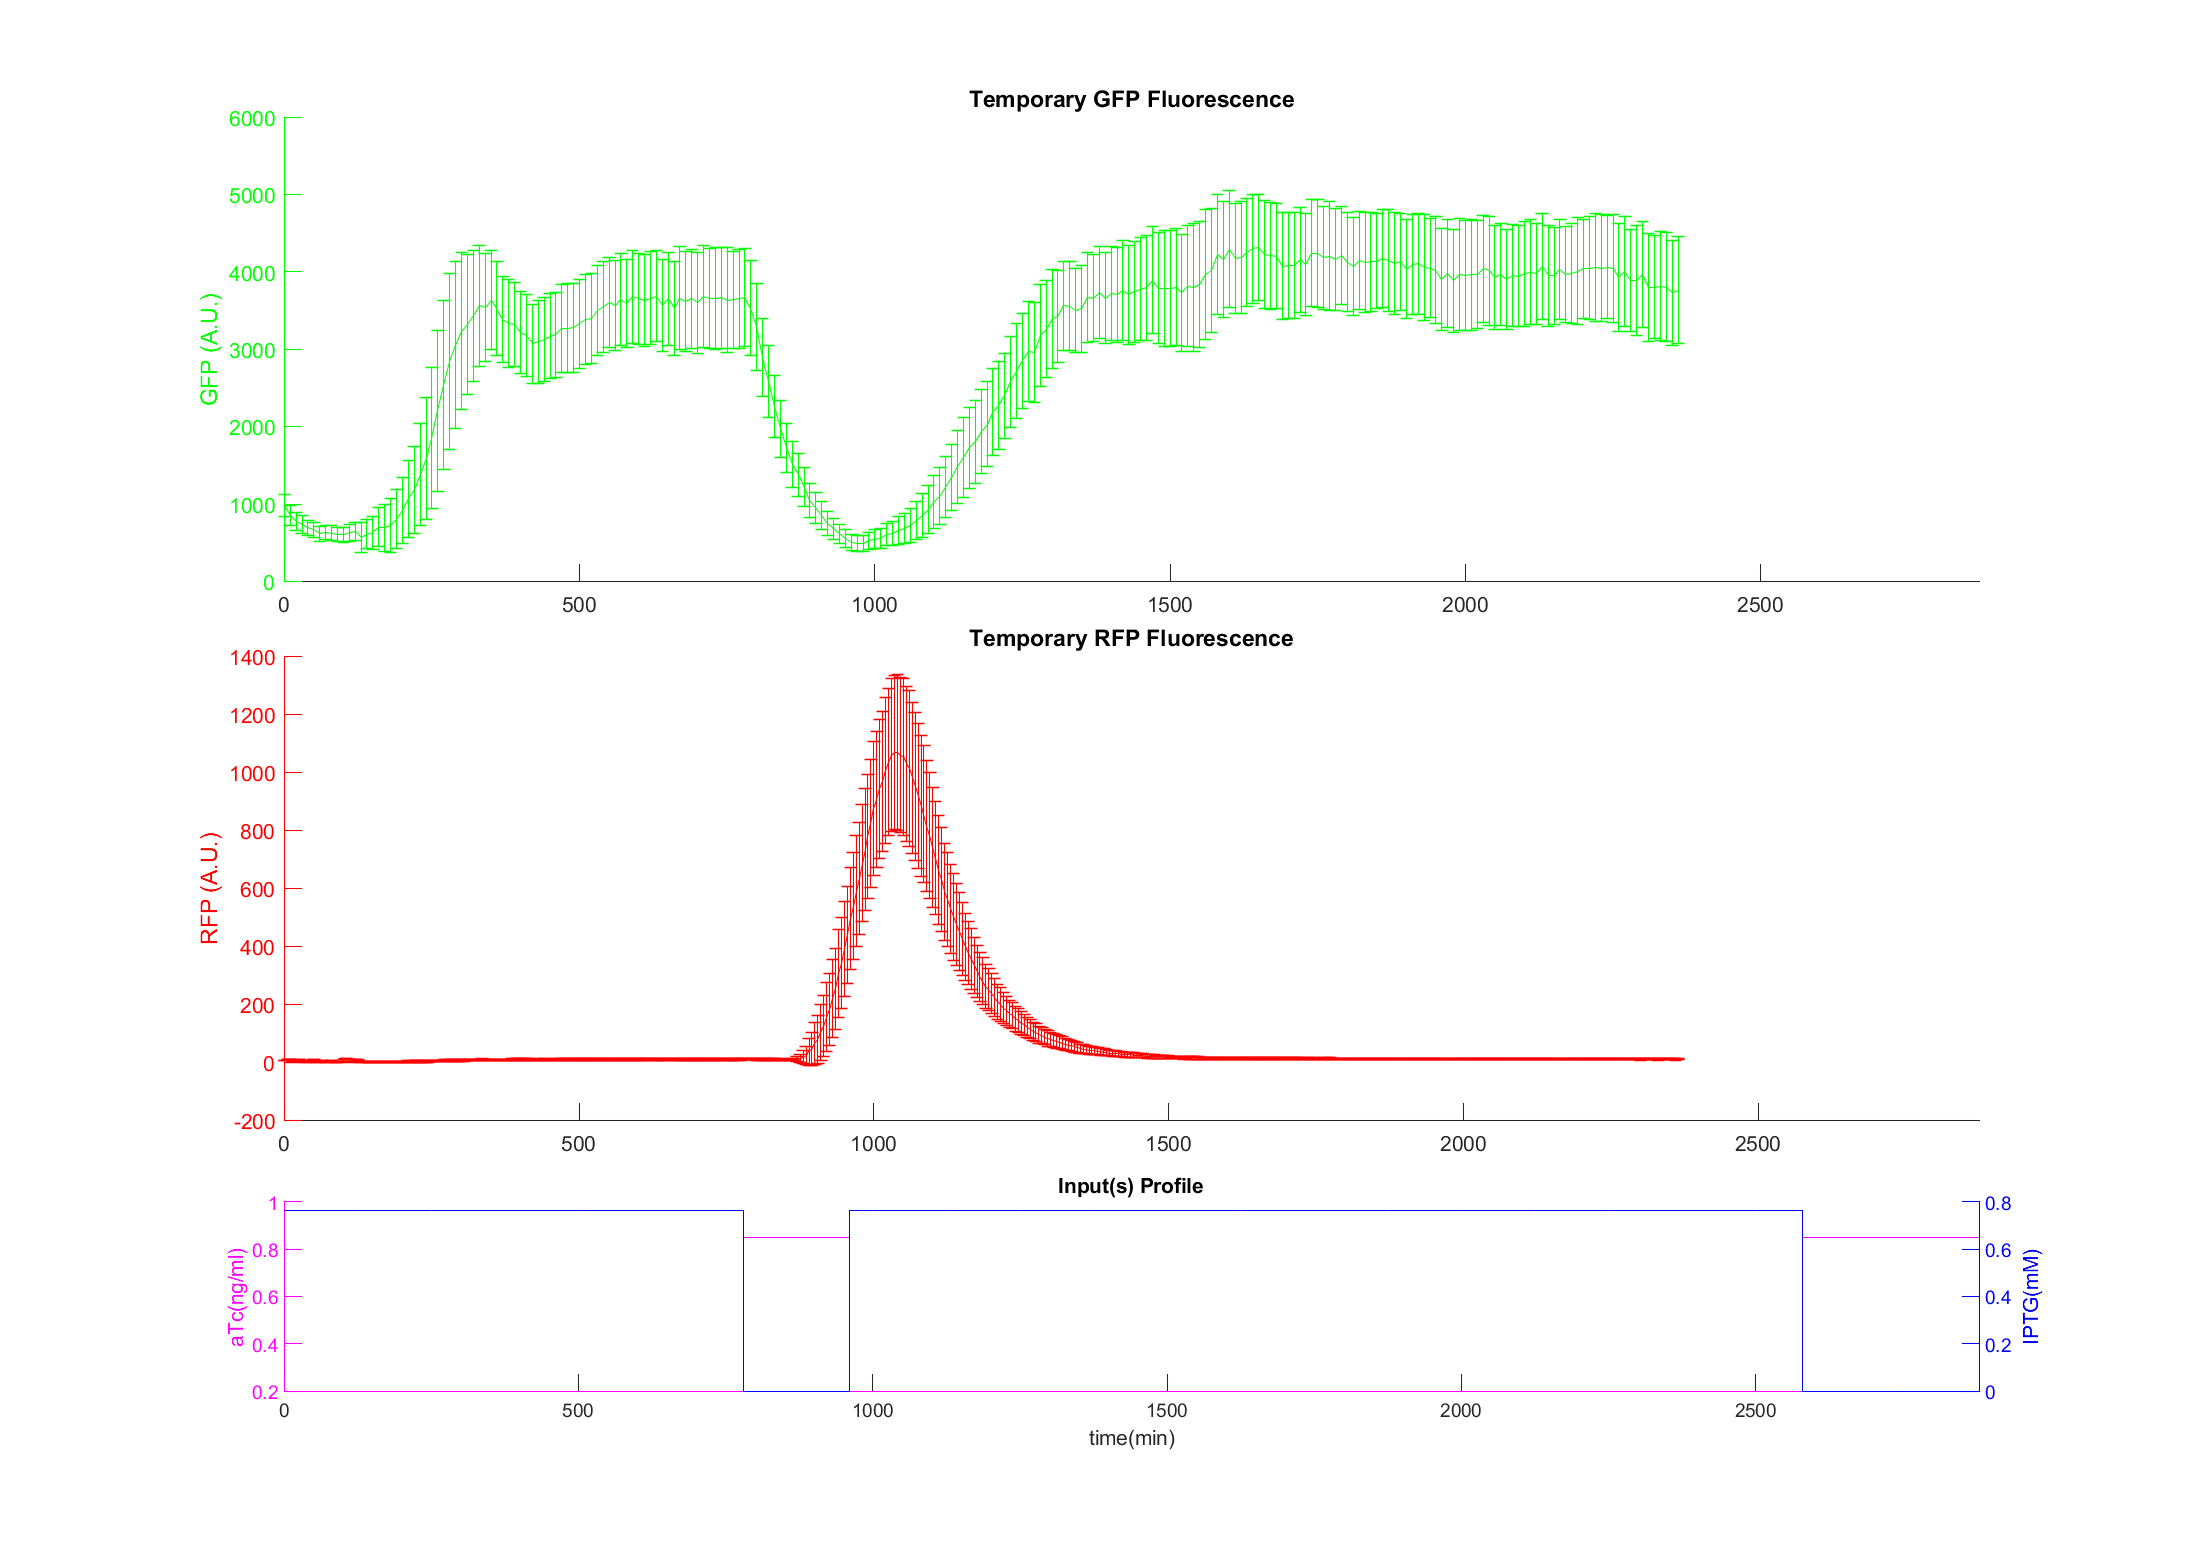 Temporary GFP Fluorescence
6000
5000
4000
3000
2000
1000
0
GFP (A.U.)
0 500 1000 1500 2000 2500
Temporary RFP Fluorescence
1400
1200
1000
800
600
400
200
0
-200
RFP (A.U.)
0 500 1000 1500 2000 2500
Input(s) Profile
1
0.8
0.6
0.4
0.2
aTc(ng/ml)
0.8
0.6
0.4
0.2
0
IPTG(mM)
0 500 1000 1500 2000 2500
time(min)